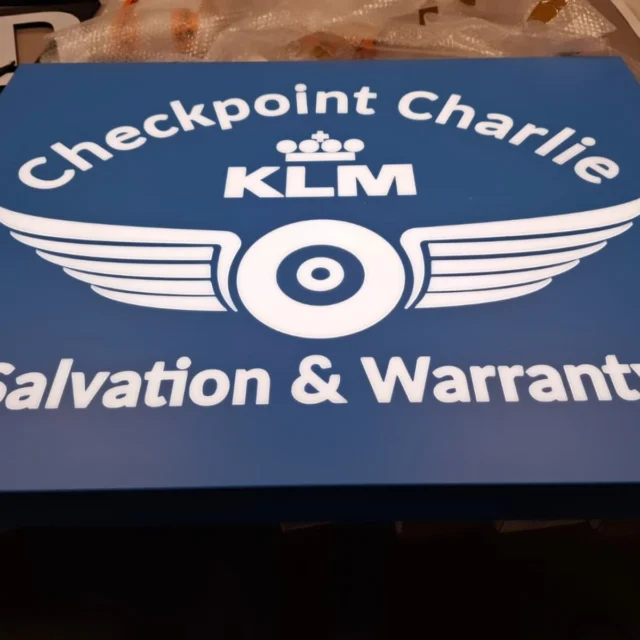 Checkpoint Charlie
KLM
Salvation & Warranty